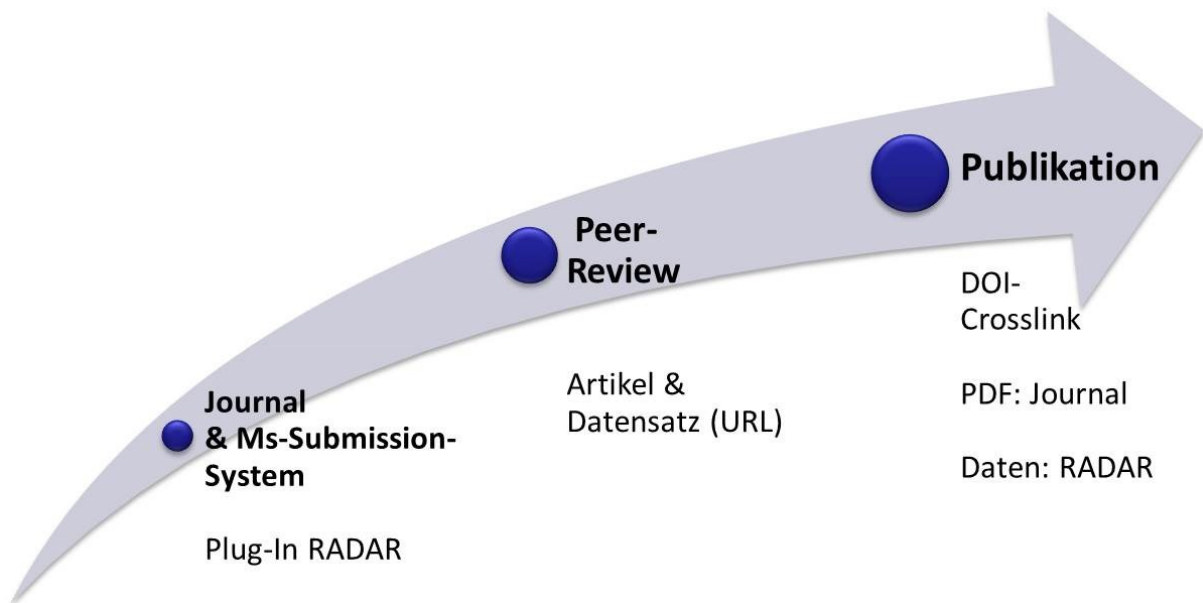 Journal
& Ms-Submission-
System
Plug-In RADAR
Peer-
Review
Artikel &
Datensatz (URL)
Publikation
DOI-
Crosslink
PDF: Journal
Daten: RADAR